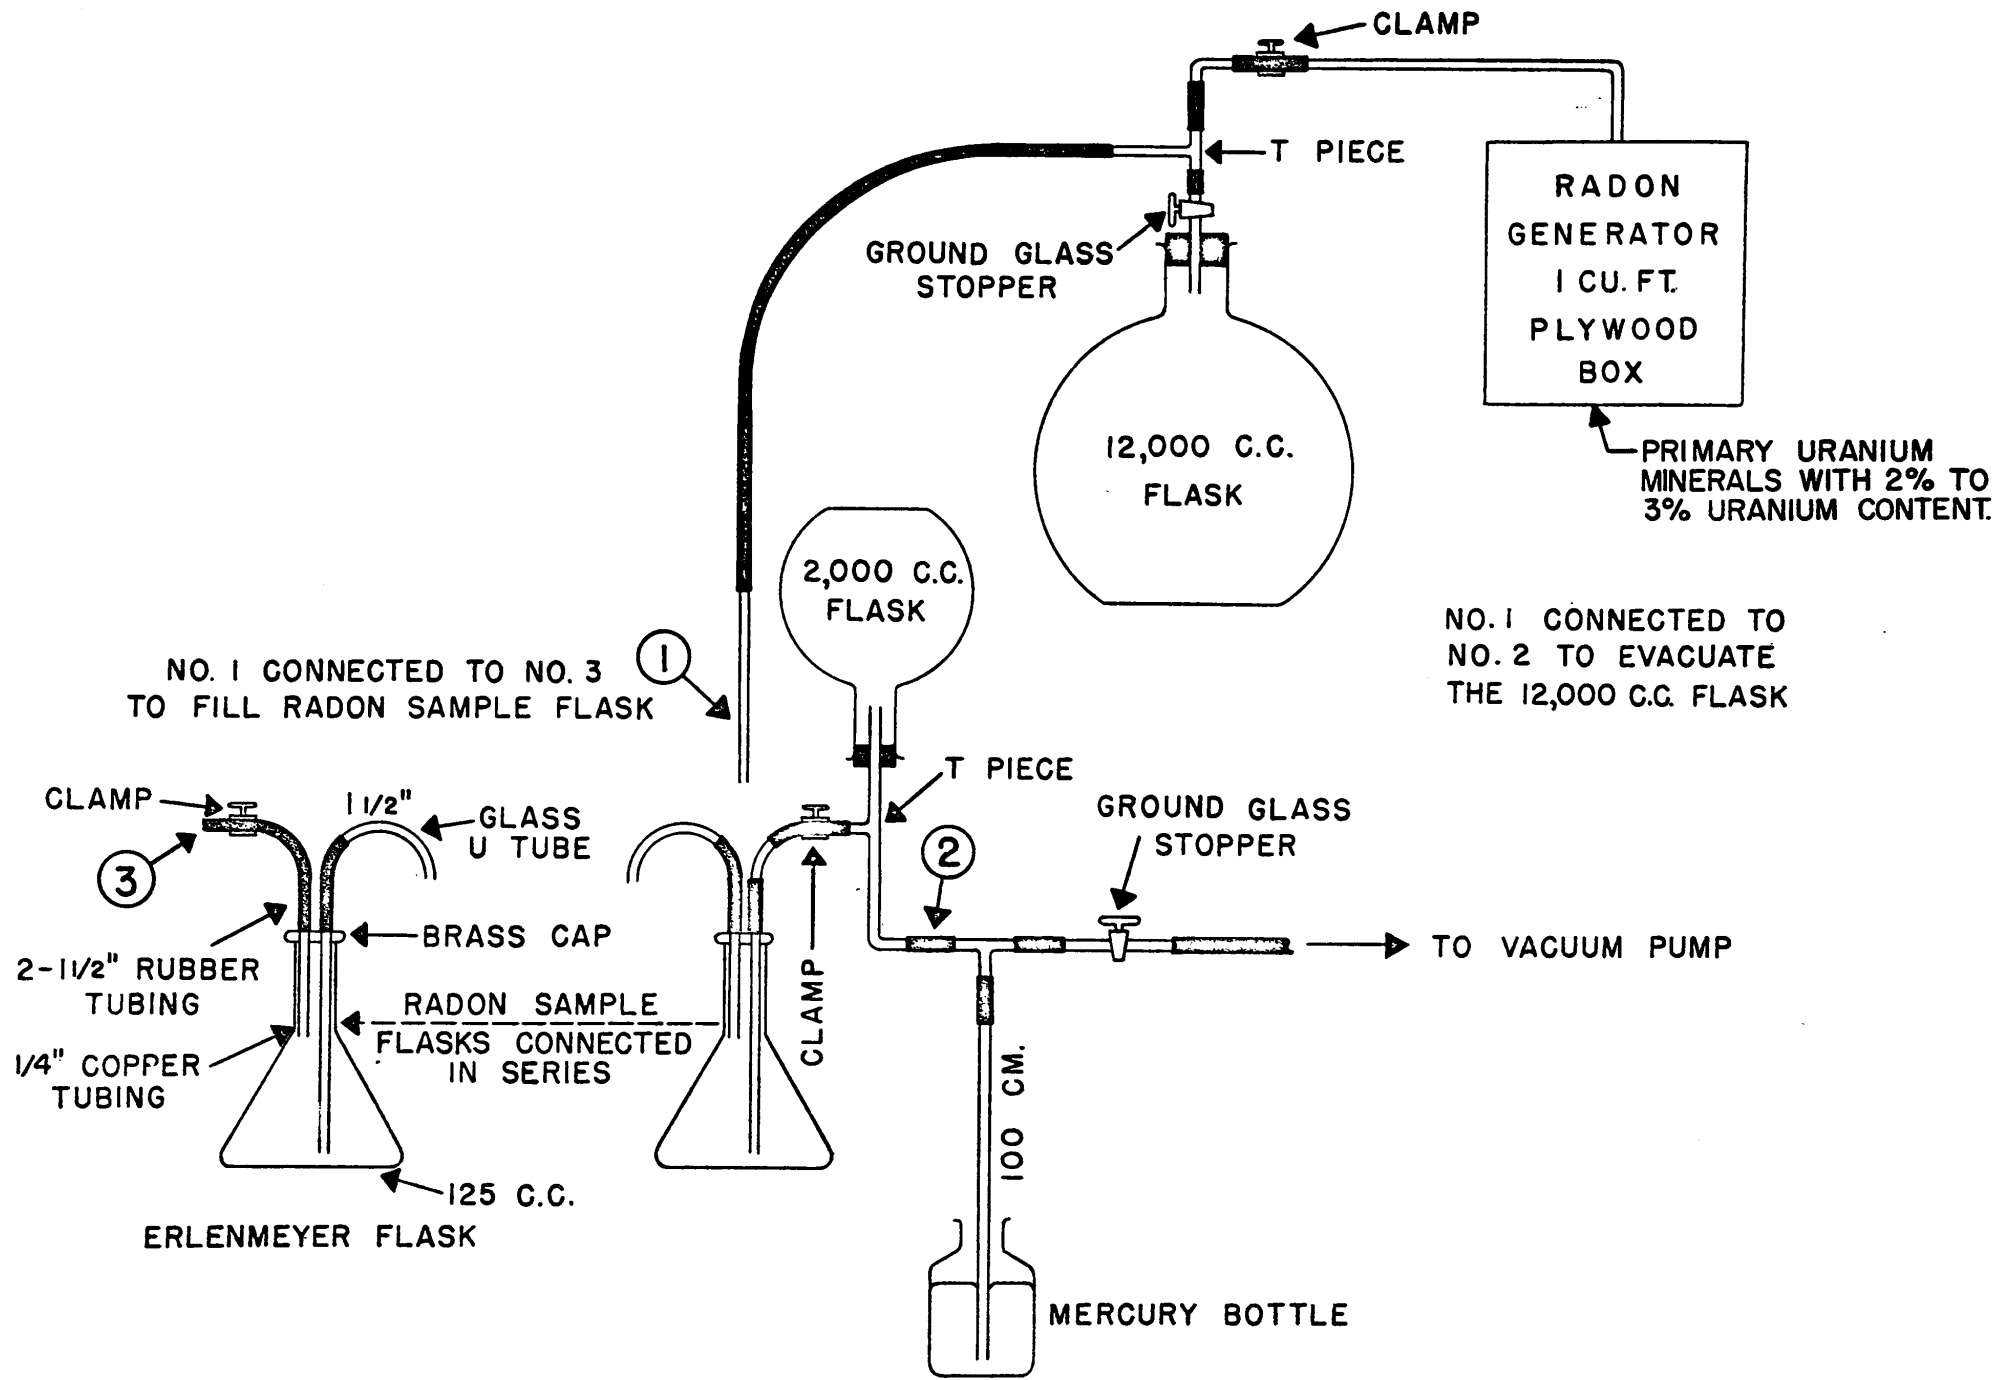 CLAMP
T PIECE
GROUND GLASS
STOPPER
RADON
GENERATOR
1 CU. FT.
PLYWOOD
BOX
12,000 C.C.
FLASK
PRIMARY URANIUM
MINERALS WITH 2% TO
3% URANIUM CONTENT.
2,000 C.C.
FLASK
NO. 1 CONNECTED TO
NO. 2 TO EVACUATE
THE 12,000 C.C. FLASK
NO. 1 CONNECTED TO NO. 3
TO FILL RADON SAMPLE FLASK
1
T PIECE
CLAMP
1 1/2"
GLASS
U TUBE
3
2
GROUND GLASS
STOPPER
BRASS CAP
TO VACUUM PUMP
2-1 1/2" RUBBER
TUBING
CLAMP
RADON SAMPLE
FLASKS CONNECTED
IN SERIES
1/4" COPPER
TUBING
100 CM.
125 C.C.
ERLENMEYER FLASK
MERCURY BOTTLE